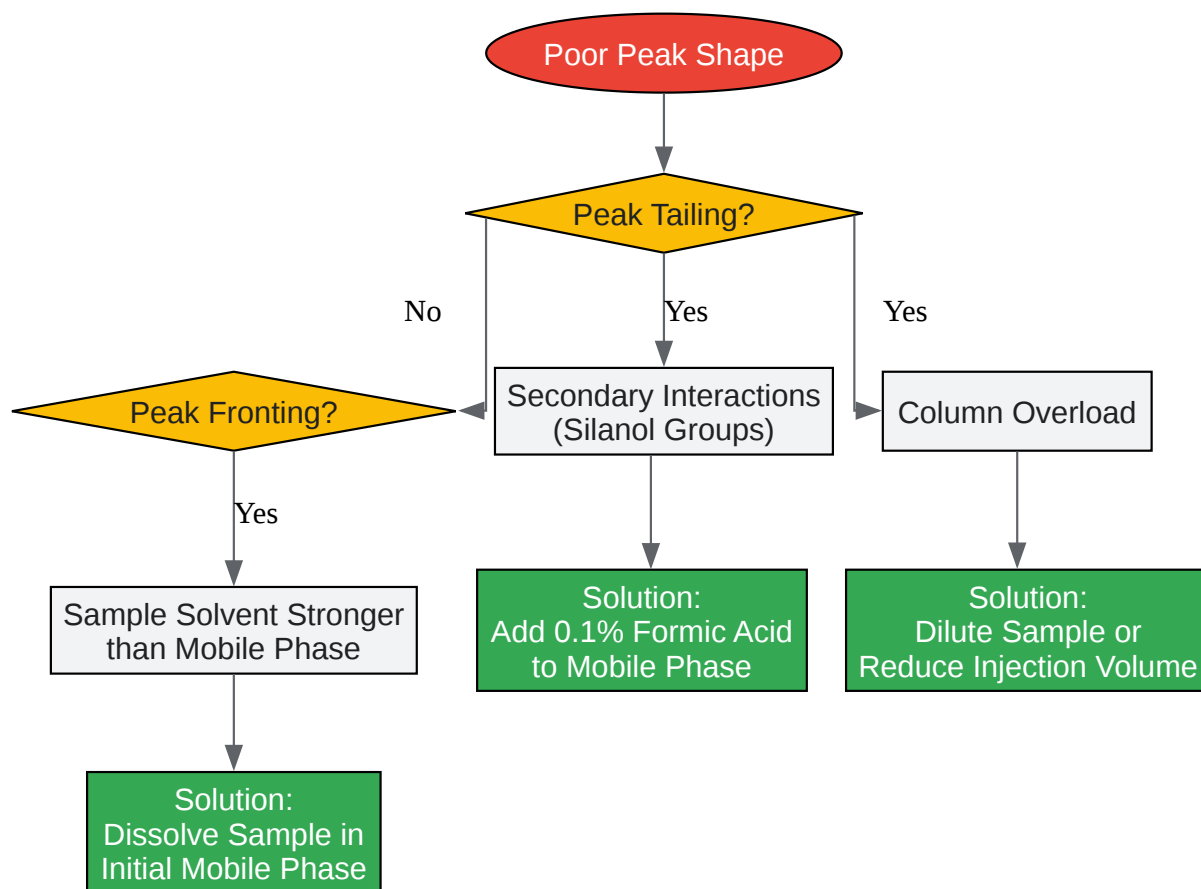 Poor Peak Shape
Peak Tailing?
No
Yes
Yes
Peak Fronting?
Secondary Interactions
(Silanol Groups)
Column Overload
Yes
Sample Solvent Stronger
than Mobile Phase
Solution:
Add 0.1% Formic Acid
to Mobile Phase
Solution:
Dilute Sample or
Reduce Injection Volume
Solution:
Dissolve Sample in
Initial Mobile Phase